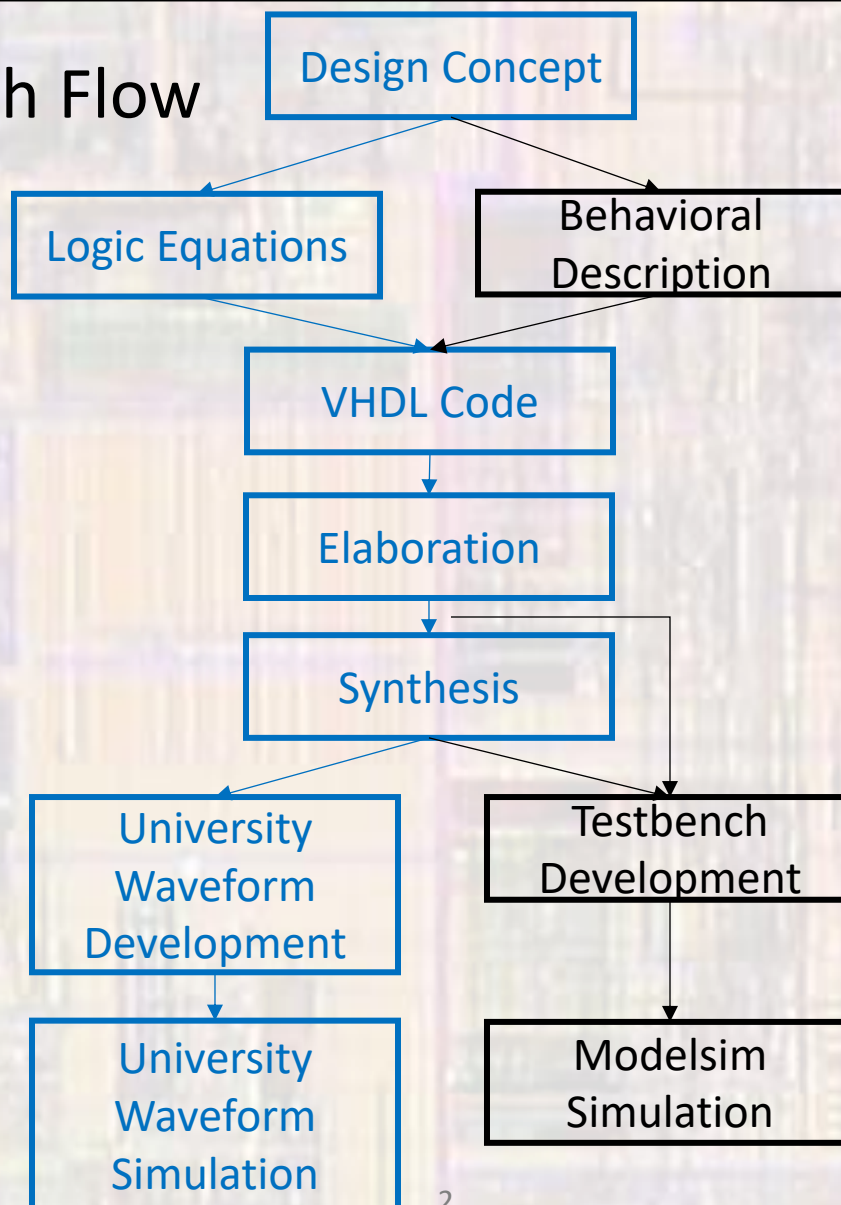 h Flow
Design Concept
Logic Equations
Behavioral
Description
VHDL Code
Elaboration
Synthesis
University
Waveform
Development
Testbench
Development
University
Waveform
Simulation
Modelsim
Simulation
2